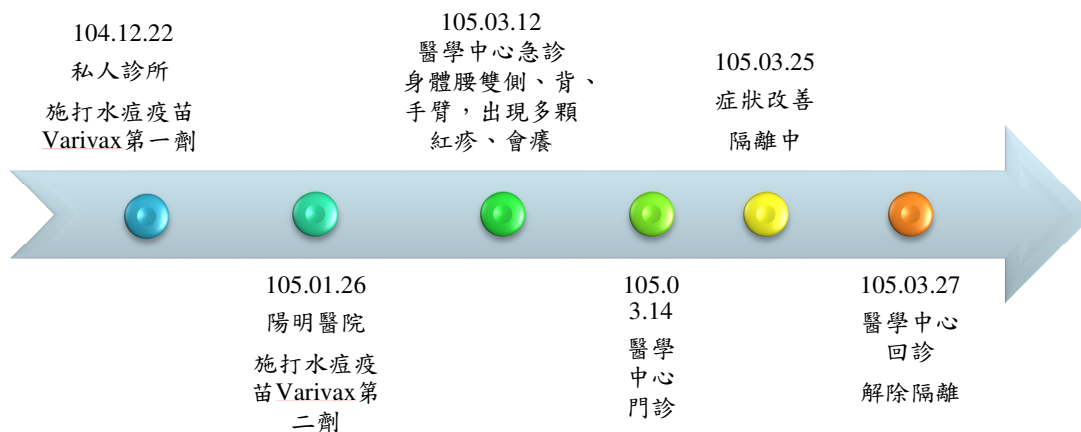 104.12.22
私人診所
施打水痘疫苗
Varivax第一劑
105.01.26
陽明醫院
施打水痘疫
苗Varivax第
二劑
105.03.12
醫學中心急診
身體腰雙側、背、
手臂，出現多顆
紅疹、會癢
105.0
3.14
醫學
中心
門診
105.03.25
症狀改善
隔離中
105.03.27
醫學中心
回診
解除隔離